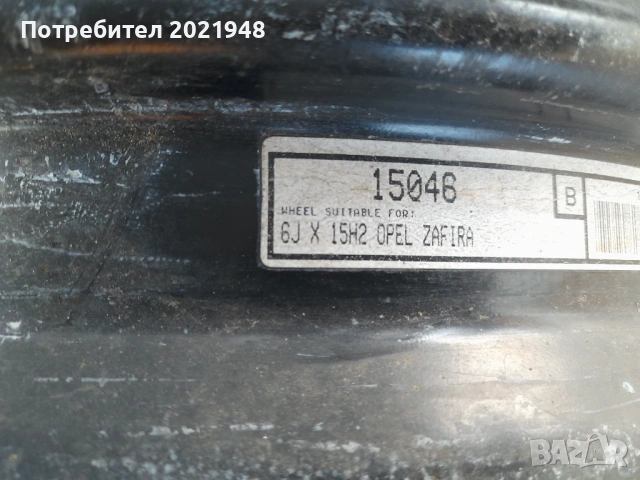 Потребител 2021948
15046
B
WHEEL SUITABLE FOR:
6J X 15H2 OPEL ZAFIRA
BAZAR